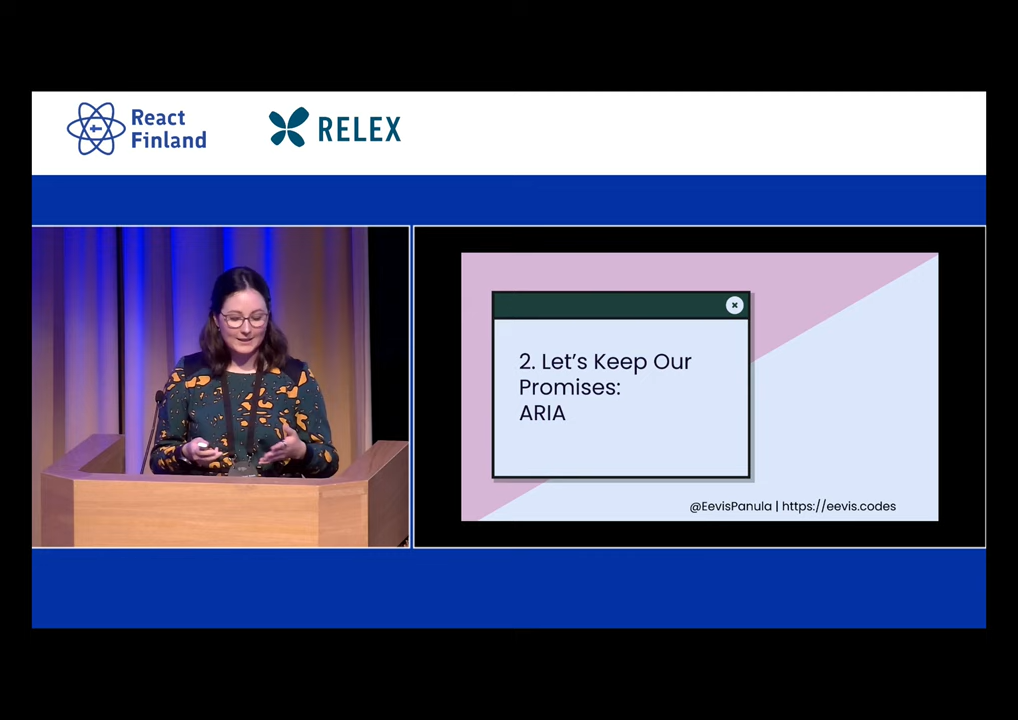 React
Finland
RELEX
2. Let's Keep Our
Promises:
ARIA
@EevisPanula | https://eevis.codes